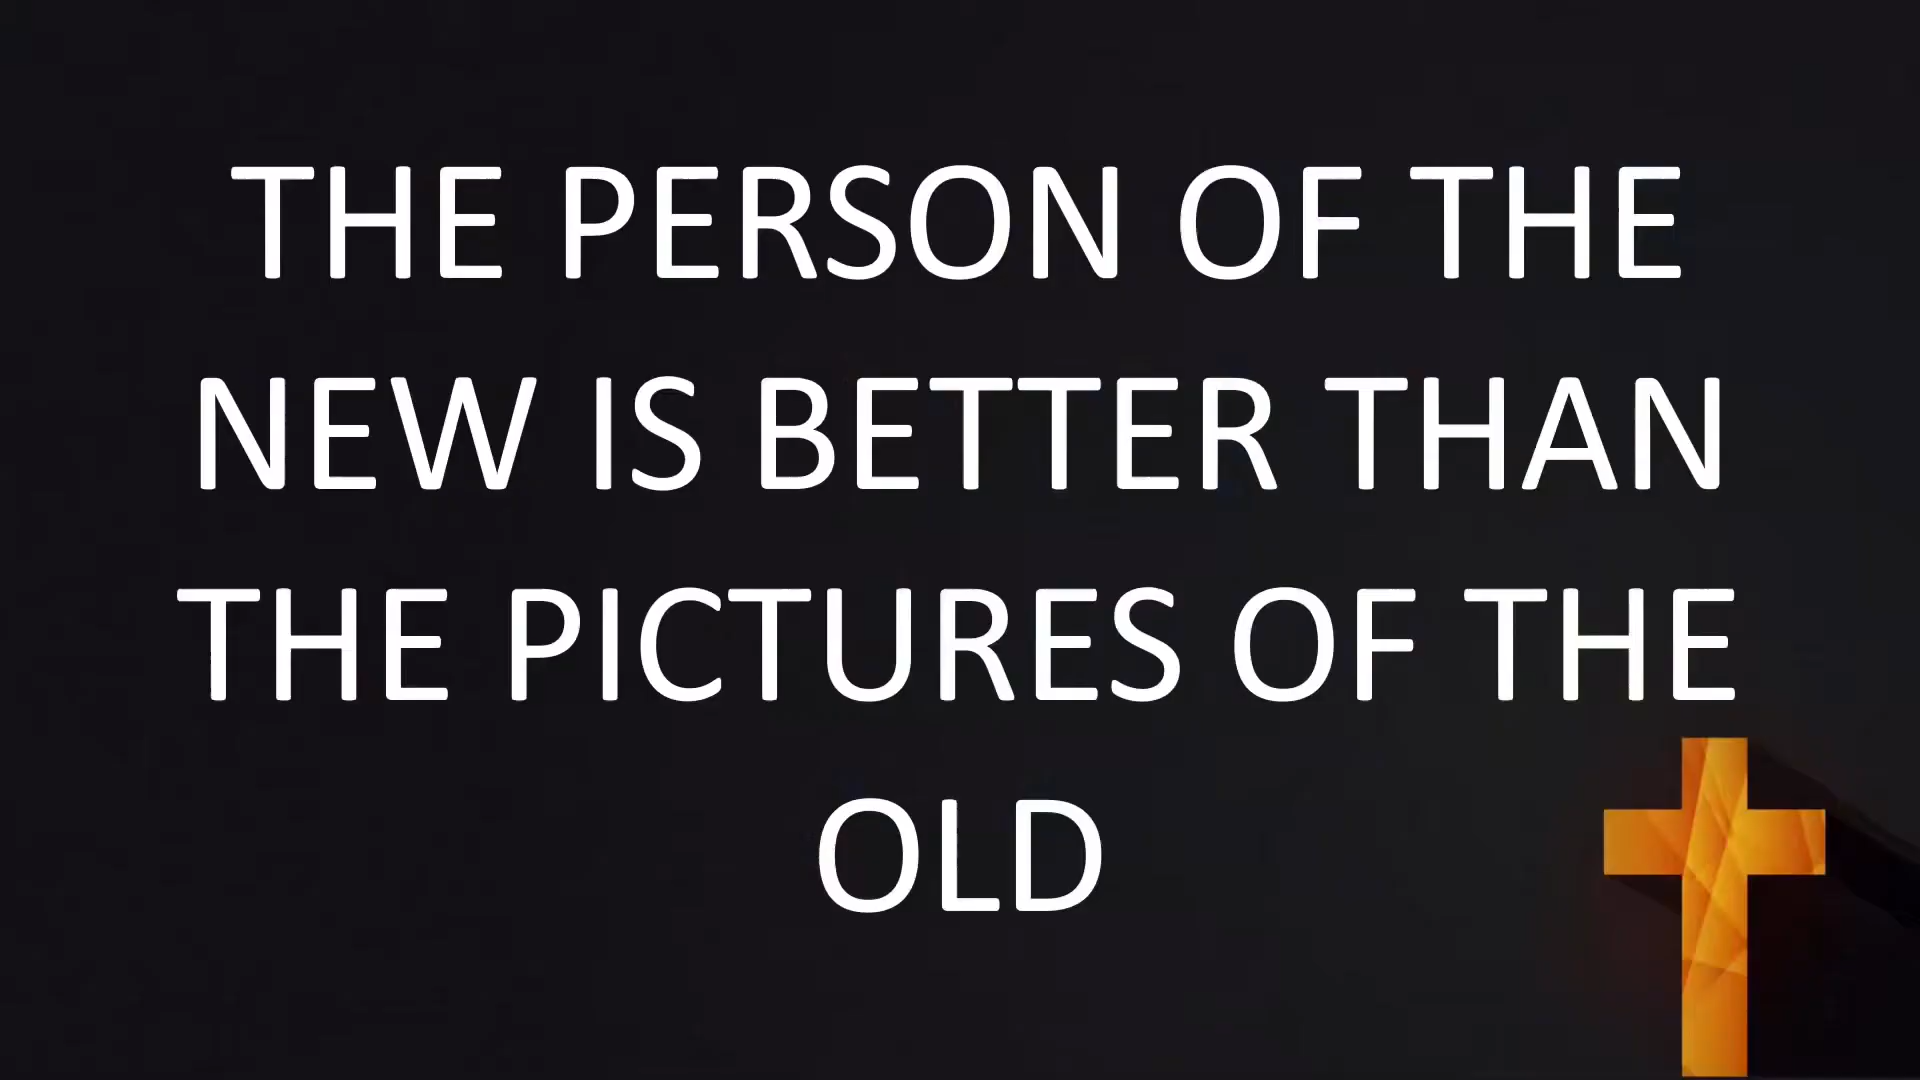 THE PERSON OF THE
NEW IS BETTER THAN
THE PICTURES OF THE
OLD